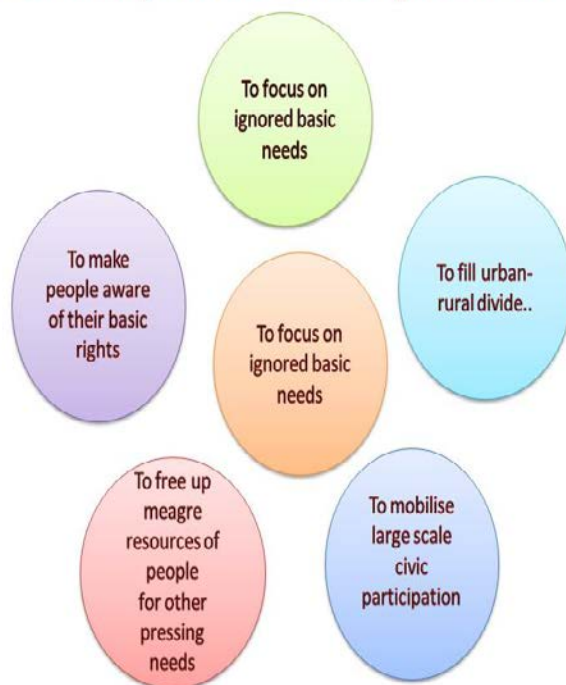 To focus on
ignored basic
needs
To make
people aware
of their basic
rights
To fill urban-
rural divide..
To focus on
ignored basic
needs
To free up
meagre
resources of
people
for other
pressing
needs
To mobilise
large scale
civic
participation